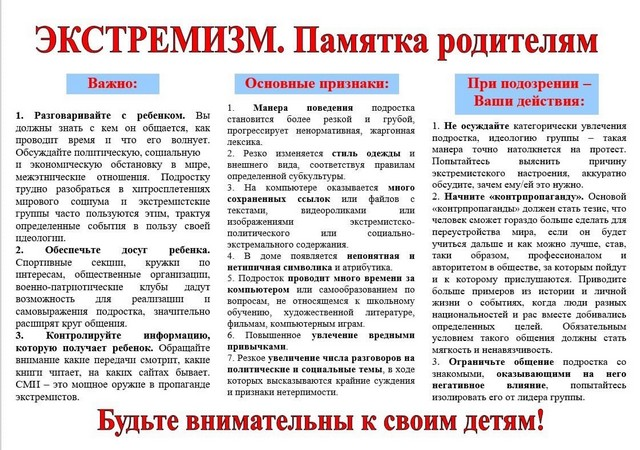 ЭКСТРЕМИЗМ. Памятка родителям
Важно:
1. Разговаривайте с ребенком. Вы
должны знать с кем он общается, как
проводит время п что его волнует.
Обсуждайте политическую, социальную
и экономическую обстановку в мире,
межэтнические отношения. Подростку
трудно разобраться в хитросплетениях
мирового социума и экстремистские
группы часто пользуются этим, трактуя
определенные события в пользу своей
идеологии.
2. Обеспечьте досуг ребенка.
Спортивные секции, кружки по
интересам, общественные организации,
военно-патриотические клубы дадут
возможность для реализации и
самовыражения подростка, значительно
расширят круг общения.
3. Контролируйте информацию,
которую получает ребенок. Обращайте
внимание какие передачи смотрит, какие
книги читает, на каких сайтах бывает.
СМП – это мощное оружие в пропаганде
экстремистов.
Основные признаки:
1. Манера поведения подростка
становится более резкой и грубой,
прогрессирует ненормативная, жаргонная
лексика.
2. Резко изменяется стиль одежды и
внешнего вида, соответствуя правилам
определенной субкультуры.
3. На компьютере оказывается много
сохраненных ссылок или файлов с
текстами, видеороликами или
изображениями экстремистско-
политического или социально-
экстремального содержания.
4. В доме появляется непонятная и
нетипичная символика и атрибутика.
5. Подросток проводит много времени за
компьютером или самообразованием по
вопросам, не относящемся к школьному
обучению, художественной литературе,
фильмам, компьютерным играм.
6. Повышенное увлечение вредными
привычками.
7. Резкое увеличение числа разговоров на
политические и социальные темы, в ходе
которых высказываются крайние суждения
и признаки нетерпимости.
При подозрении –
Ваши действия:
1. Не осуждайте категорически увлечения
подростка, идеологию группы – такая
манера точно натолкнется на протест.
Попытайтесь выяснить причину
экстремистского настроения, аккуратно
обсудите, зачем ему/ей это нужно.
2. Начните «контрпропаганду». Основой
«контрпопаганды» должен стать тезис, что
человек сможет гораздо больше сделать для
переустройства мира, если он будет
учиться дальше и как можно лучше, став,
таки образом, профессионалом и
авторитетом в обществе, за которым пойдут
и к которому прислушаются. Приводите
больше примеров из истории и личной
жизни о событиях, когда люди разных
национальностей и рас вместе добивались
определенных целей. Обязательным
условием такого общения должны стать
мягкость и ненавязчивость.
3. Ограничьте общение подростка со
знакомыми, оказывающими на него
негативное влияние, попытайтесь
изолировать его от лидера группы.
Будьте внимательны к своим детям!